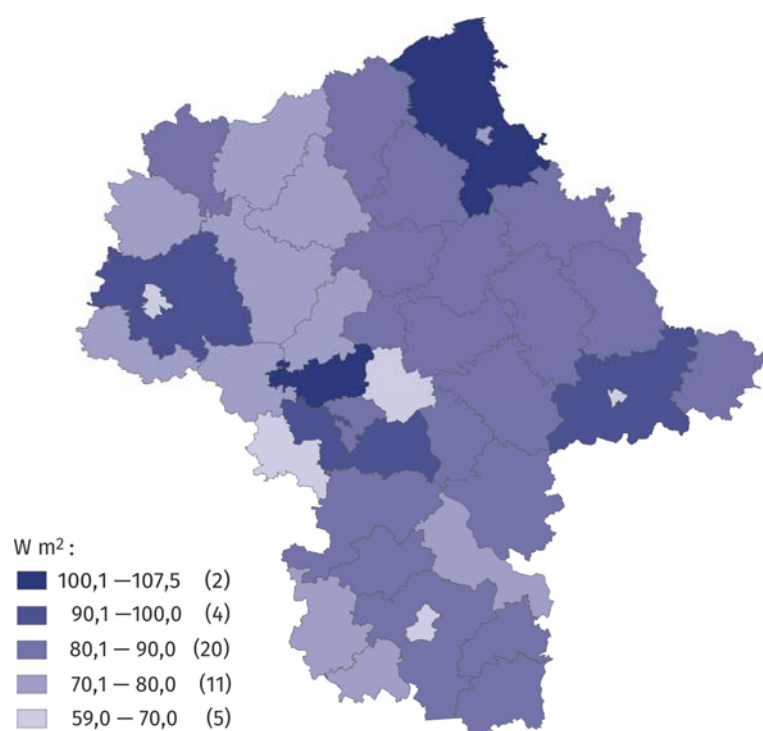 W m² :
100,1 — 107,5 (2)
90,1 — 100,0 (4)
80,1 — 90,0 (20)
70,1 — 80,0 (11)
59,0 — 70,0 (5)